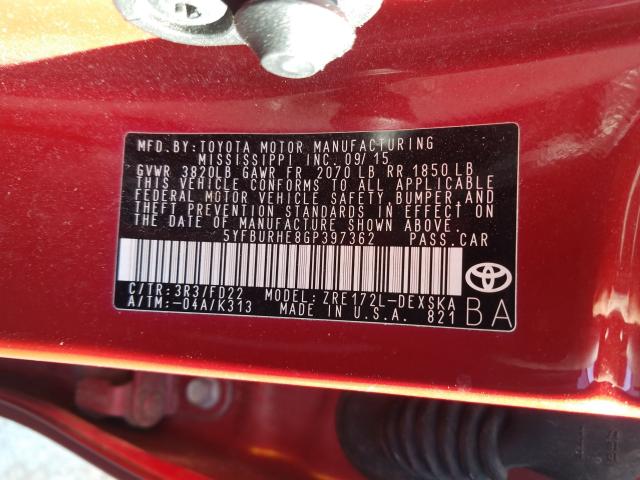 MFD.BY:TOYOTA MOTOR MANUFACTURING
MISSISSIPPI INC. 09/15
GVWR 3820LB GAWR FR 2070 LB RR 1850 LB
THIS VEHICLE CONFORMS TO ALL APPLICABLE
FEDERAL MOTOR VEHICLE SAFETY, BUMPER, AND
THEFT PREVENTION STANDARDS IN EFFECT ON
THE DATE OF MANUFACTURE SHOWN ABOVE.
5YFBURHE8GP397362 PASS.CAR
C/TR:3R3/FD22 MODEL:ZRE172L-DEXSKA
A/TM:-04A/K313 MADE IN U.S.A. 821
BA